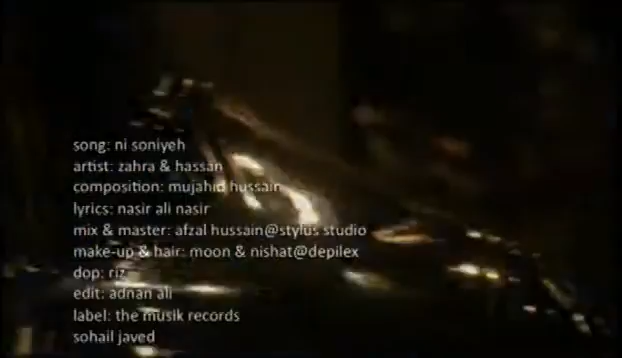 song: ni soniyeh
artist: zahra & hassan
composition: mujahid hussain
lyrics: nasir ali nasir
mix & master: afzal hussain@stylus studio
make-up & hair: moon & nishat@depilex
dop: riz
edit: adnan ali
label: the musik records
sohail javed